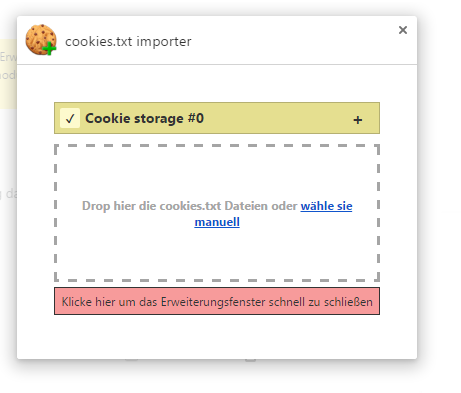 cookies.txt importer
Cookie storage #0
Drop hier die cookies.txt Dateien oder wähle sie
manuell
Klicke hier um das Erweiterungsfenster schnell zu schließen